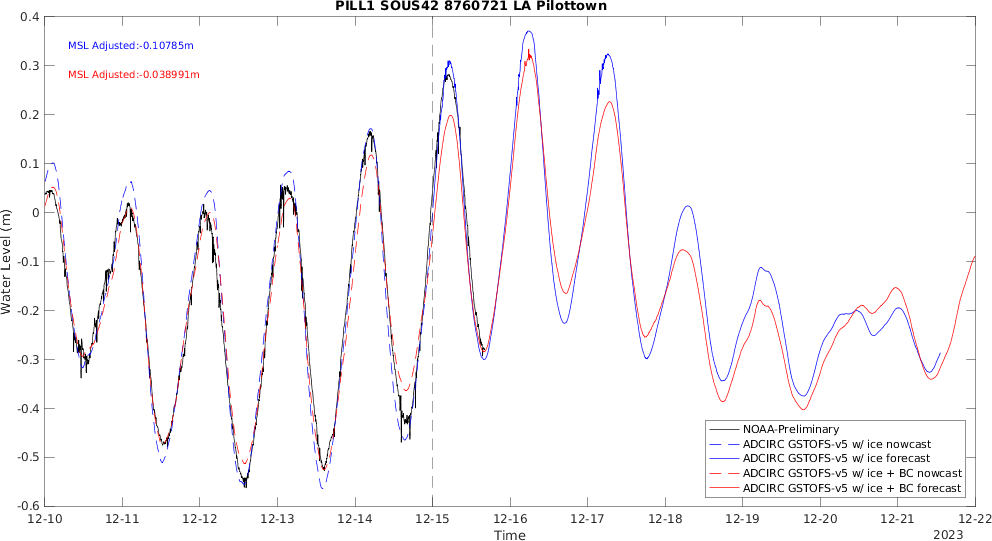 PILL1 SOUS42 8760721 LA Pilottown
MSL Adjusted:-0.10785m
MSL Adjusted:-0.038991m
Water Level (m)
0.4
0.3
0.2
0.1
0
-0.1
-0.2
-0.3
-0.4
-0.5
-0.6
NOAA-Preliminary
ADCIRC GSTOFS-v5 w/ ice nowcast
ADCIRC GSTOFS-v5 w/ ice forecast
ADCIRC GSTOFS-v5 w/ ice + BC nowcast
ADCIRC GSTOFS-v5 w/ ice + BC forecast
12-10 12-11 12-12 12-13 12-14 12-15 12-16 12-17 12-18 12-19 12-20 12-21 12-22
Time
2023